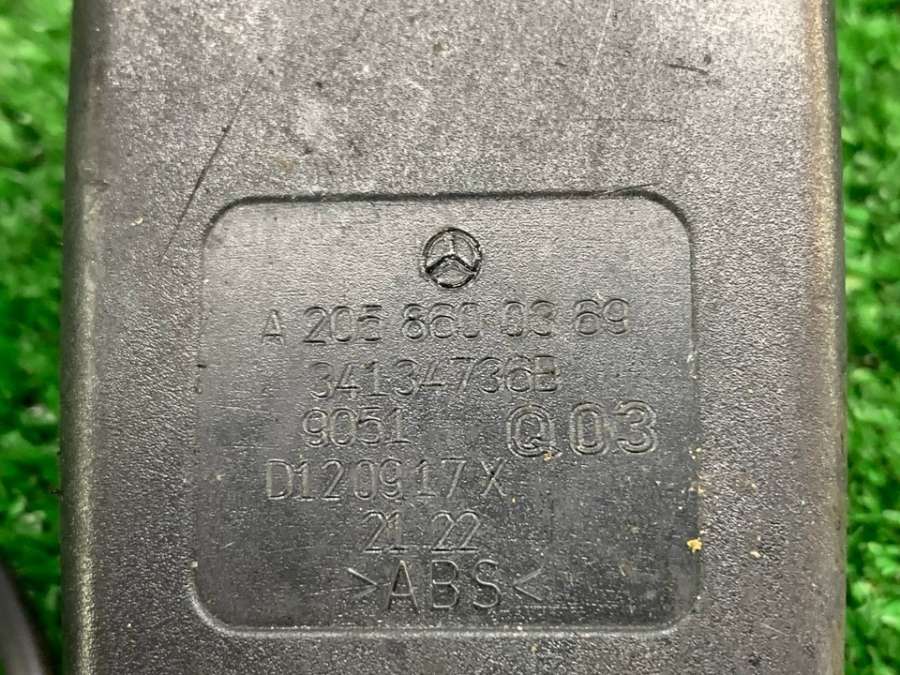 A 205 860 03 69
34134736B
9051 Q03
D120917X
21 22
>ABS<